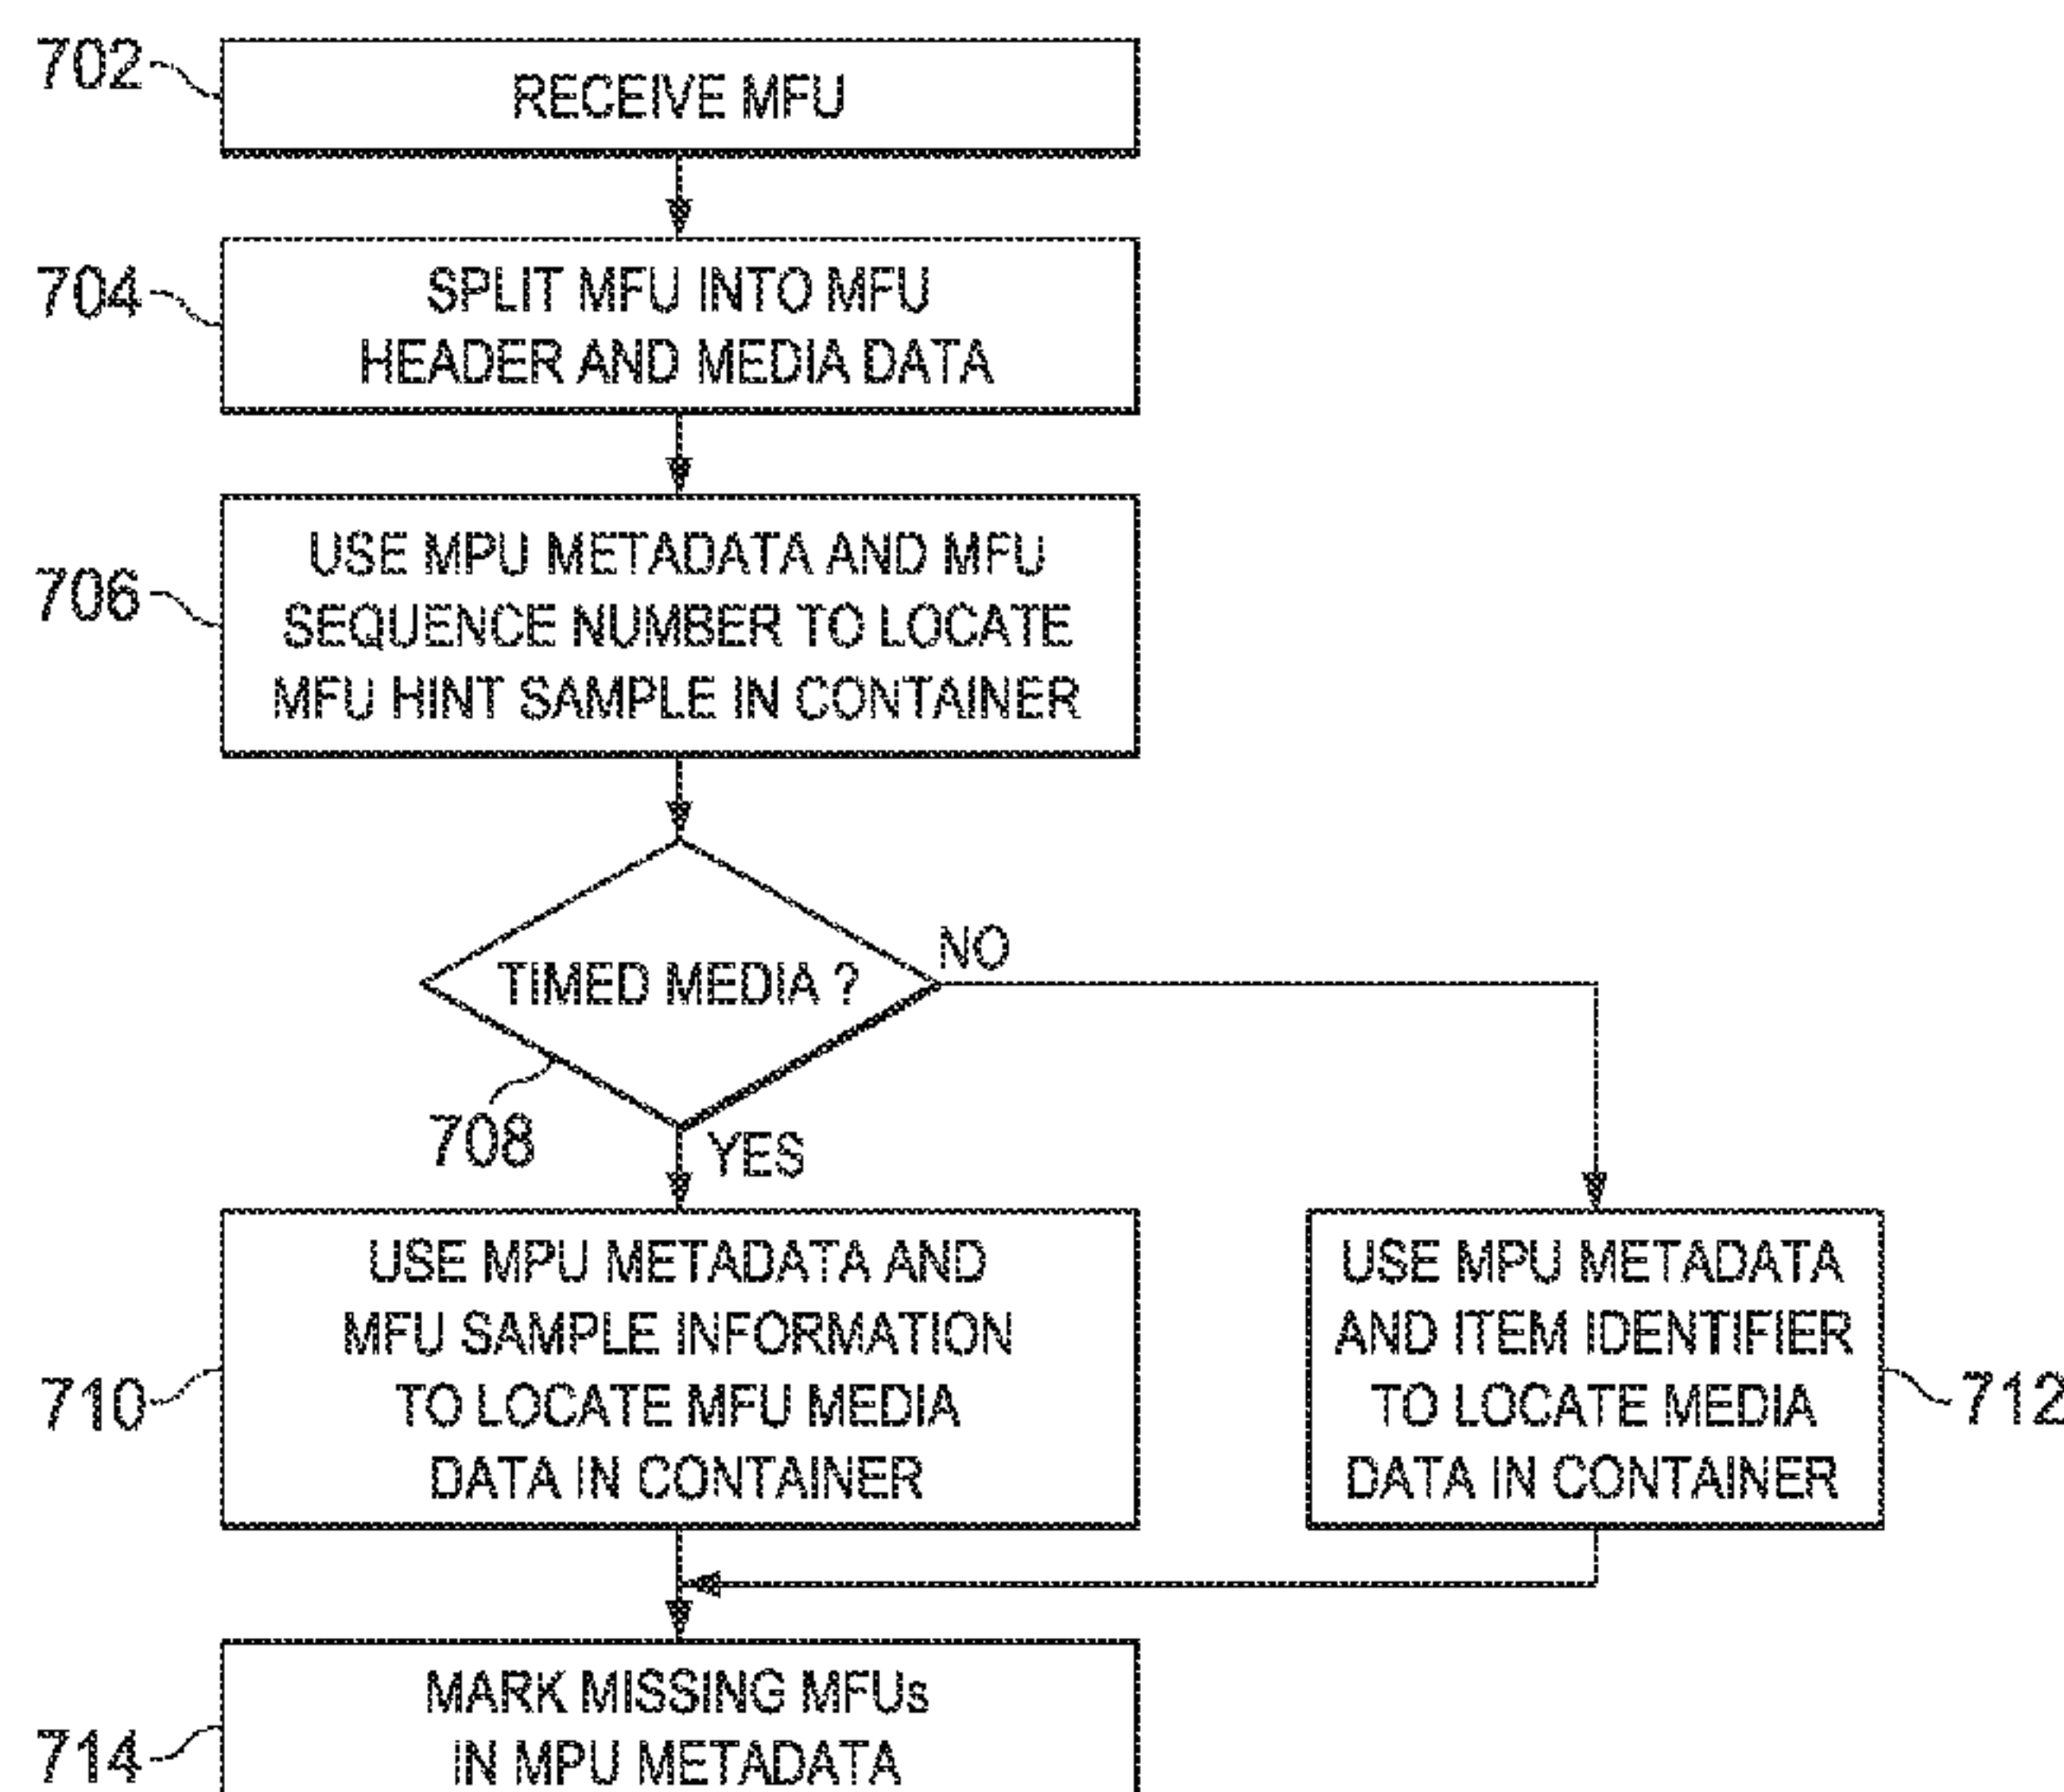 702
RECEIVE MFU
704
SPLIT MFU INTO MFU
HEADER AND MEDIA DATA
706
USE MPU METADATA AND MFU
SEQUENCE NUMBER TO LOCATE
MFU HINT SAMPLE IN CONTAINER
TIMED MEDIA ?
NO
708
YES
710
USE MPU METADATA AND
MFU SAMPLE INFORMATION
TO LOCATE MFU MEDIA
DATA IN CONTAINER
USE MPU METADATA
AND ITEM IDENTIFIER
TO LOCATE MEDIA
DATA IN CONTAINER
712
714
MARK MISSING MFUs
IN MPU METADATA